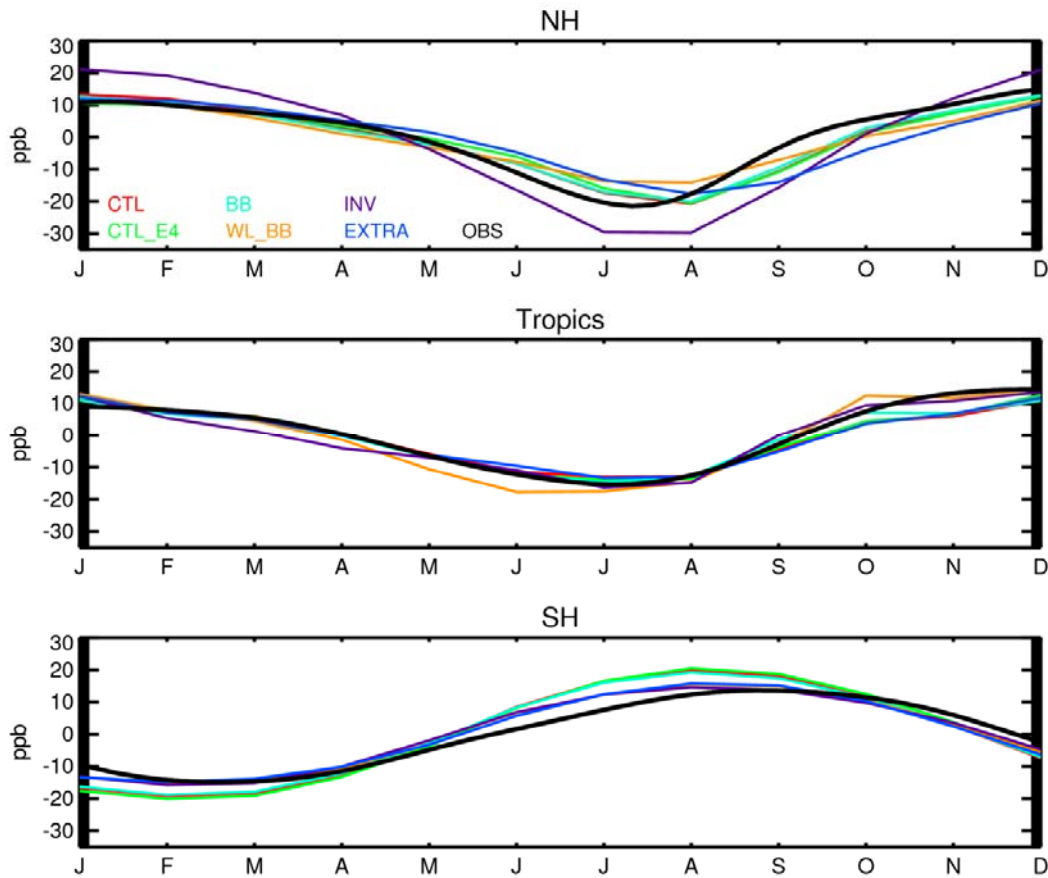 NH
30
20
10
0
-10
-20
-30
ppb
CTL BB INV
CTL_E4 WL_BB EXTRA OBS
J F M A M J J A S O N D
Tropics
30
20
10
0
-10
-20
-30
ppb
J F M A M J J A S O N D
SH
30
20
10
0
-10
-20
-30
ppb
J F M A M J J A S O N D